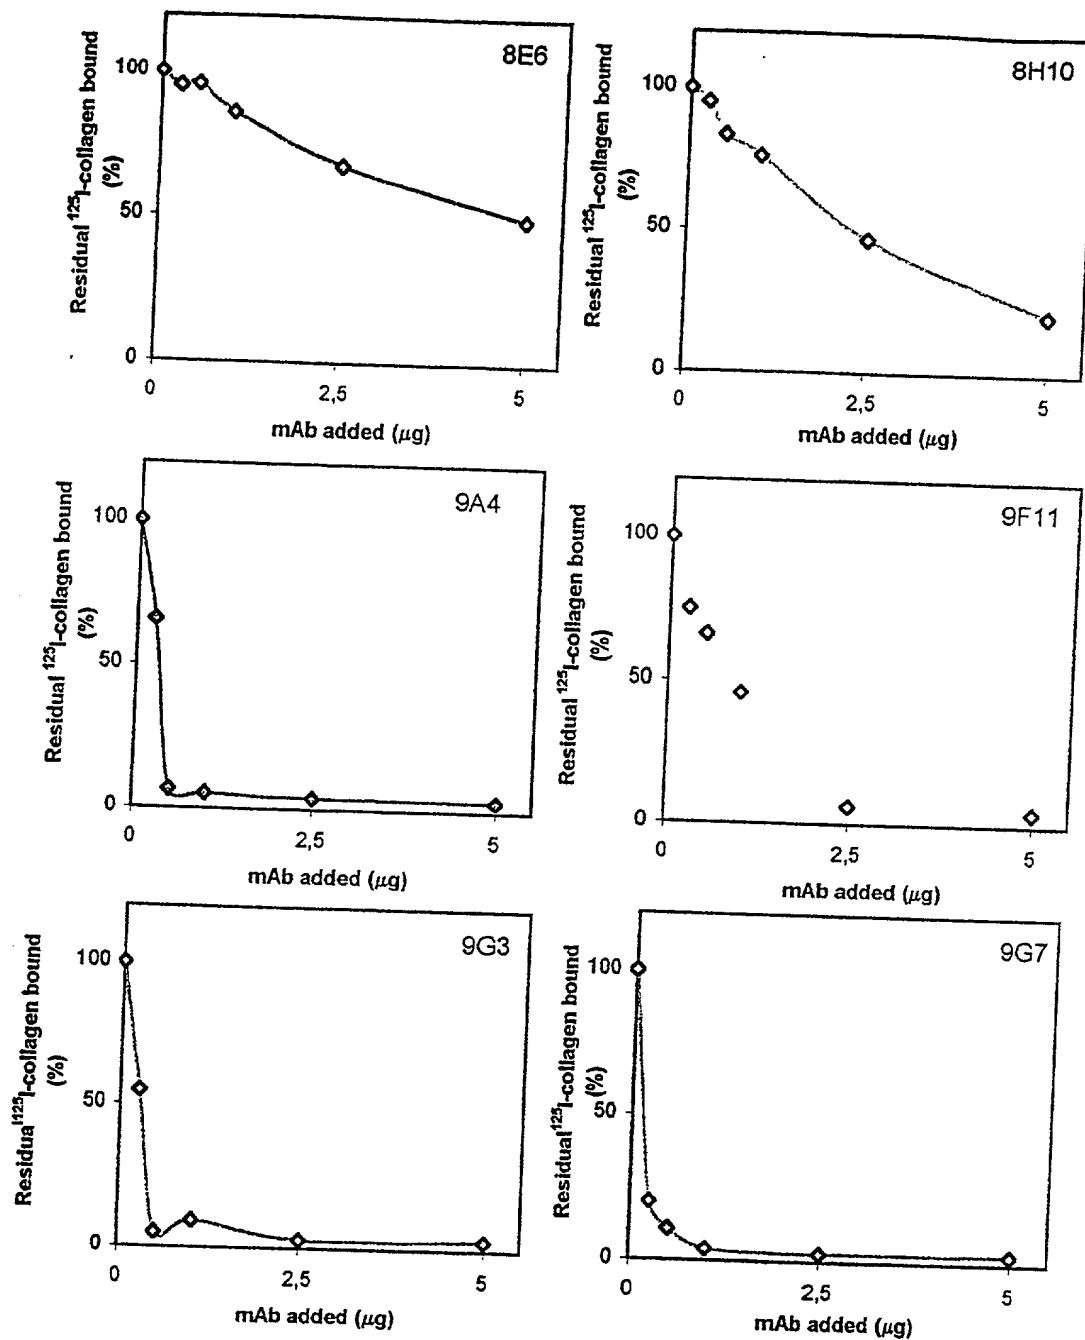 8E6
Residual ¹²⁵I-collagen bound
(%)
100
50
0
0 2,5 5
mAb added (μg)
8H10
Residual ¹²⁵I-collagen bound
(%)
100
50
0
0 2,5 5
mAb added (μg)
9A4
Residual ¹²⁵I-collagen bound
(%)
100
50
0
0 2,5 5
mAb added (μg)
9F11
Residual ¹²⁵I-collagen bound
(%)
100
50
0
0 2,5 5
mAb added (μg)
9G3
Residual¹²⁵I-collagen bound
(%)
100
50
0
0 2,5 5
mAb added (μg)
9G7
Residual¹²⁵I-collagen bound
(%)
100
50
0
0 2,5 5
mAb added (μg)